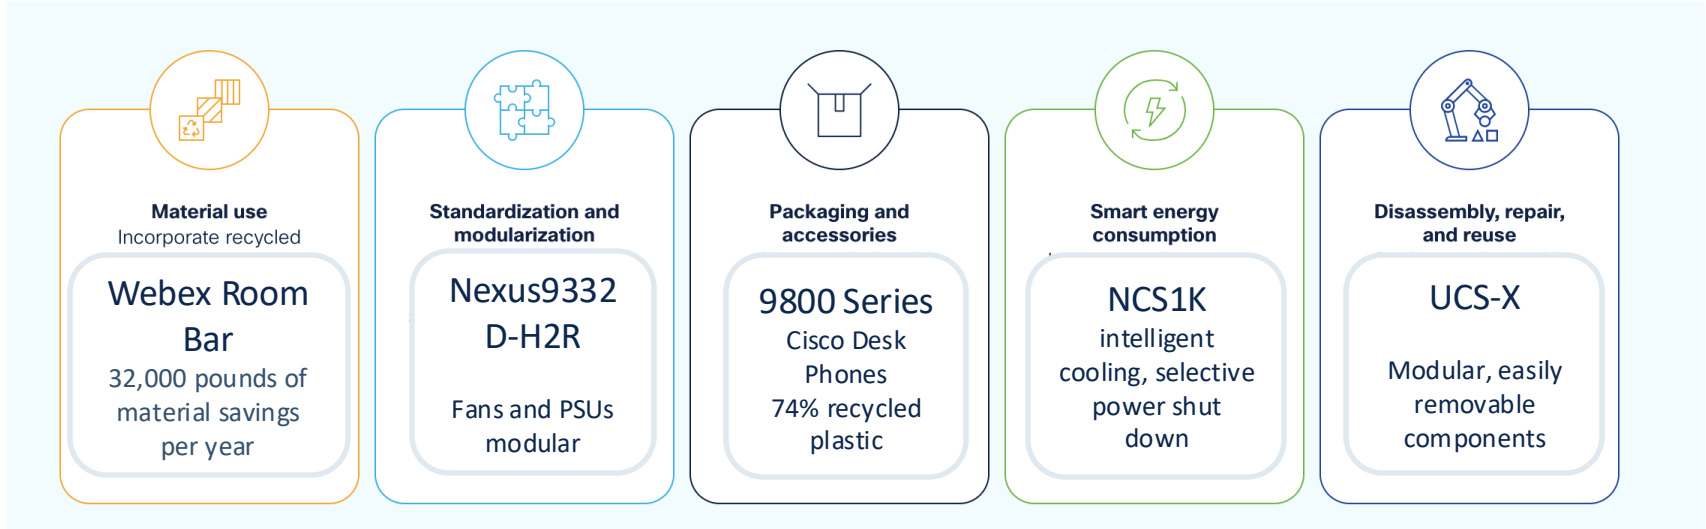 Material use
Incorporate recycled
Webex Room
Bar
32,000 pounds of
material savings
per year
Standardization and
modularization
Nexus9332
D-H2R
Fans and PSUs
modular
Packaging and
accessories
9800 Series
Cisco Desk
Phones
74% recycled
plastic
Smart energy
consumption
NCS1K
intelligent
cooling, selective
power shut
down
Disassembly, repair,
and reuse
UCS-X
Modular, easily
removable
components